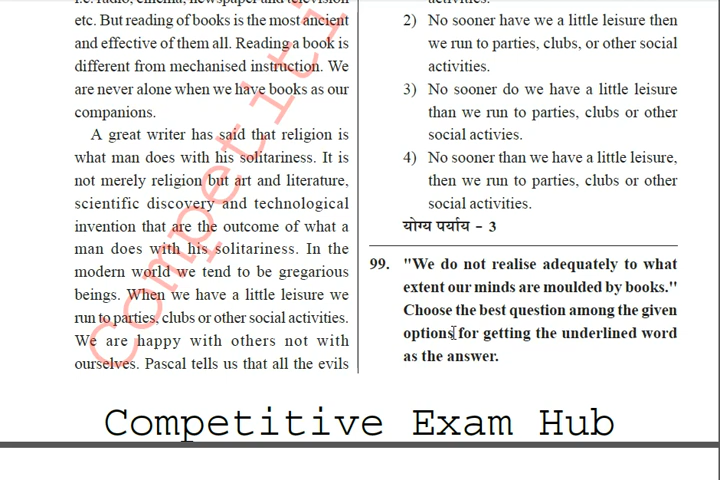 i.e. radio, cinema, newspaper and television
etc. But reading of books is the most ancient
and effective of them all. Reading a book is
different from mechanised instruction. We
are never alone when we have books as our
companions.
A great writer has said that religion is
what man does with his solitariness. It is
not merely religion but art and literature,
scientific discovery and technological
invention that are the outcome of what a
man does with his solitariness. In the
modern world we tend to be gregarious
beings. When we have a little leisure we
run to parties, clubs or other social activities.
We are happy with others not with
ourselves. Pascal tells us that all the evils
activities.
2) No sooner have we a little leisure then
we run to parties, clubs, or other social
activities.
3) No sooner do we have a little leisure
than we run to parties, clubs or other
social activies.
4) No sooner than we have a little leisure,
then we run to parties, clubs or other
social activities.
योग्य पर्याय - 3
99. "We do not realise adequately to what
extent our minds are moulded by books."
Choose the best question among the given
options for getting the underlined word
as the answer.
Competiti
Competitive Exam Hub